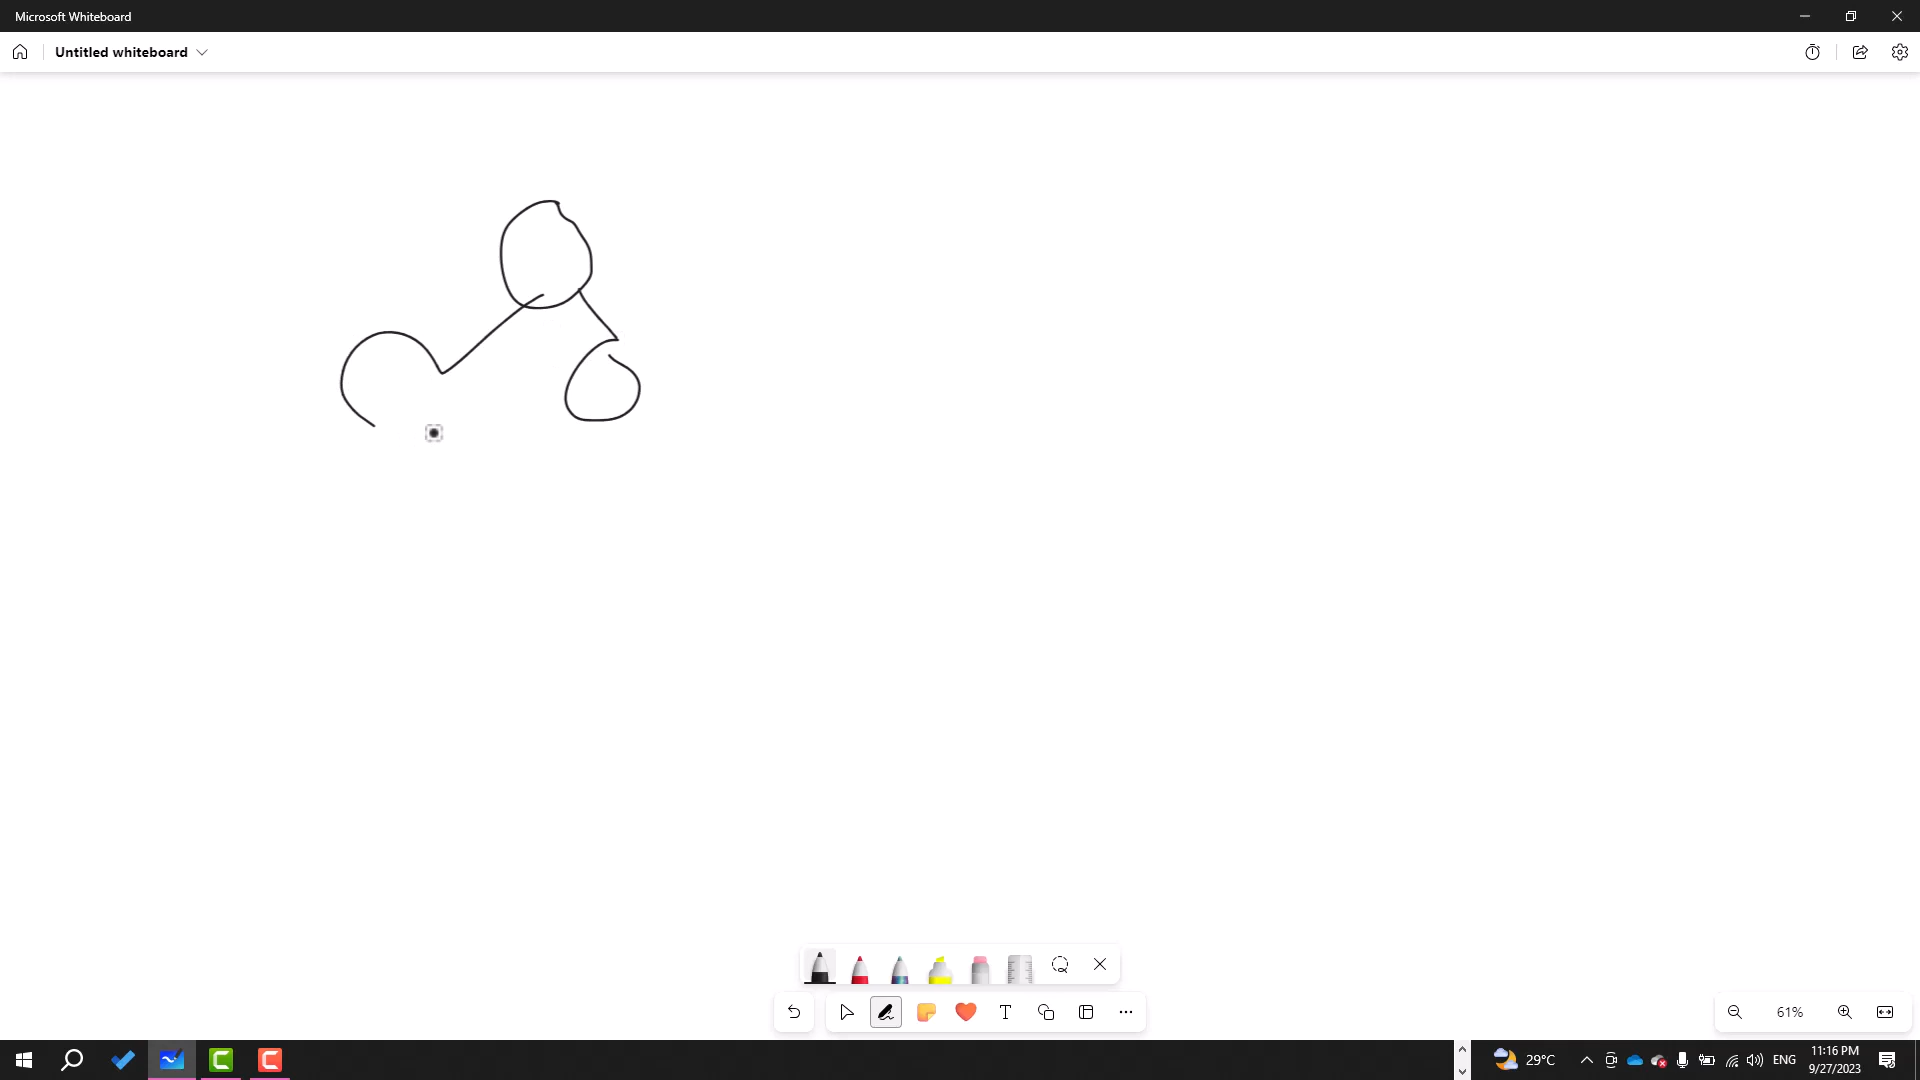 Microsoft Whiteboard
Untitled whiteboard
61%
29°C
ENG
11:16 PM
9/27/2023